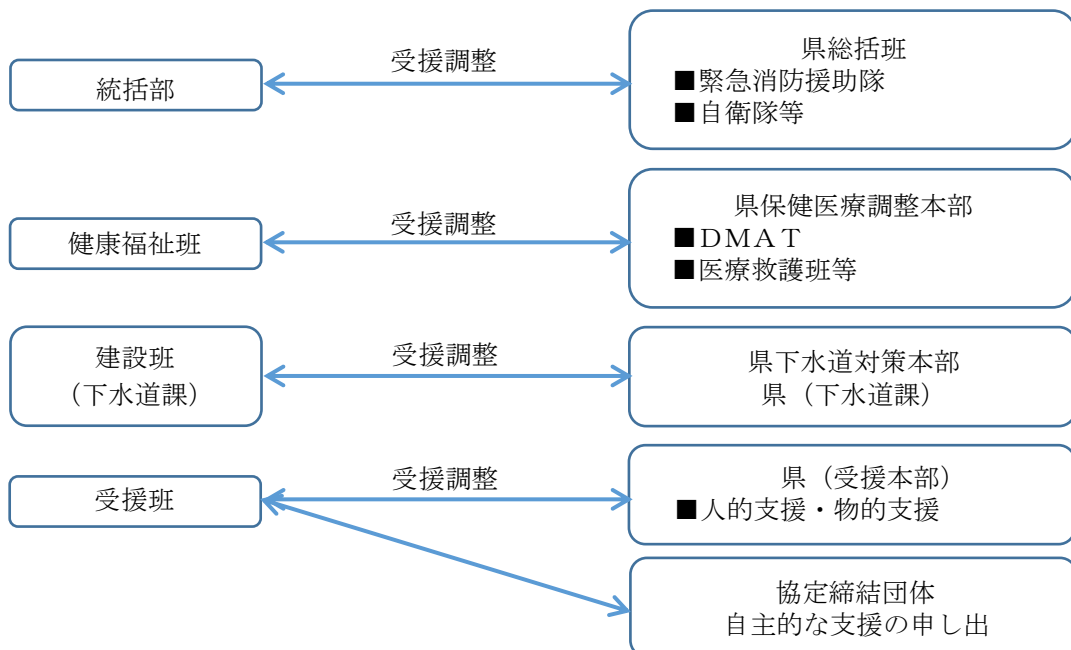 統括部
受援調整
県総括班
■緊急消防援助隊
■自衛隊等
健康福祉班
受援調整
県保健医療調整本部
■ＤＭＡＴ
■医療救護班等
建設班
（下水道課）
受援調整
県下水道対策本部
県（下水道課）
受援班
受援調整
県（受援本部）
■人的支援・物的支援
協定締結団体
自主的な支援の申し出